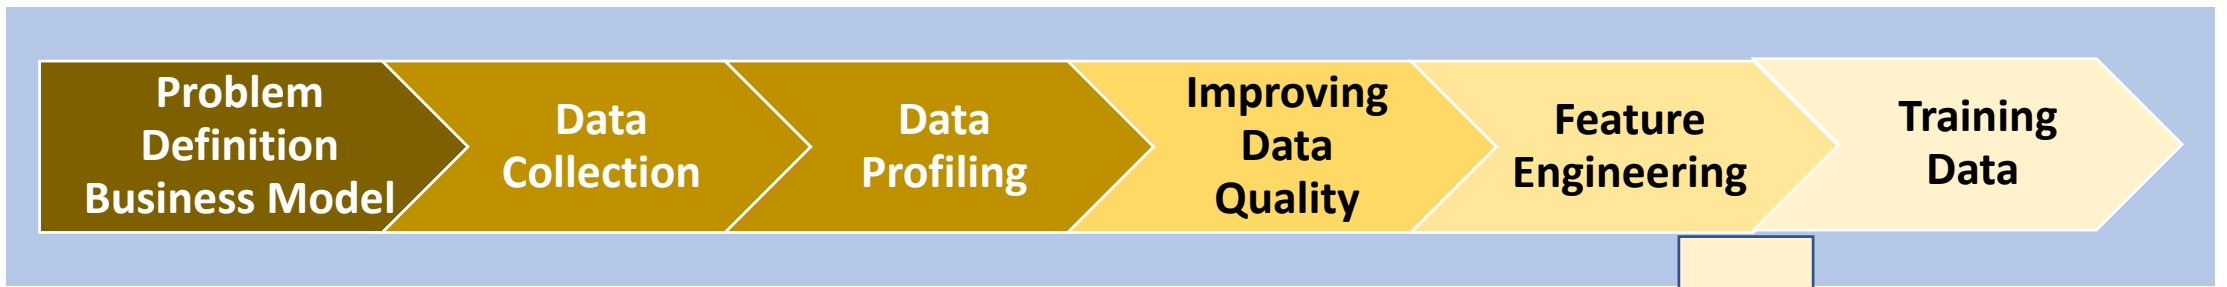 Problem
Definition
Business Model
Data
Collection
Data
Profiling
Improving
Data
Quality
Feature
Engineering
Training
Data